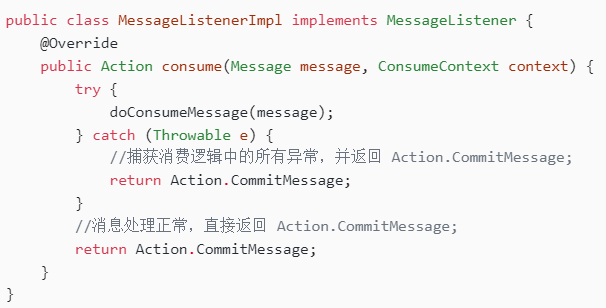 public class MessageListenerImpl implements MessageListener {
    @Override
    public Action consume(Message message, ConsumeContext context) {
        try {
            doConsumeMessage(message);
        } catch (Throwable e) {
            //捕获消费逻辑中的所有异常，并返回 Action.CommitMessage;
            return Action.CommitMessage;
        }
        //消息处理正常，直接返回 Action.CommitMessage;
        return Action.CommitMessage;
    }
}